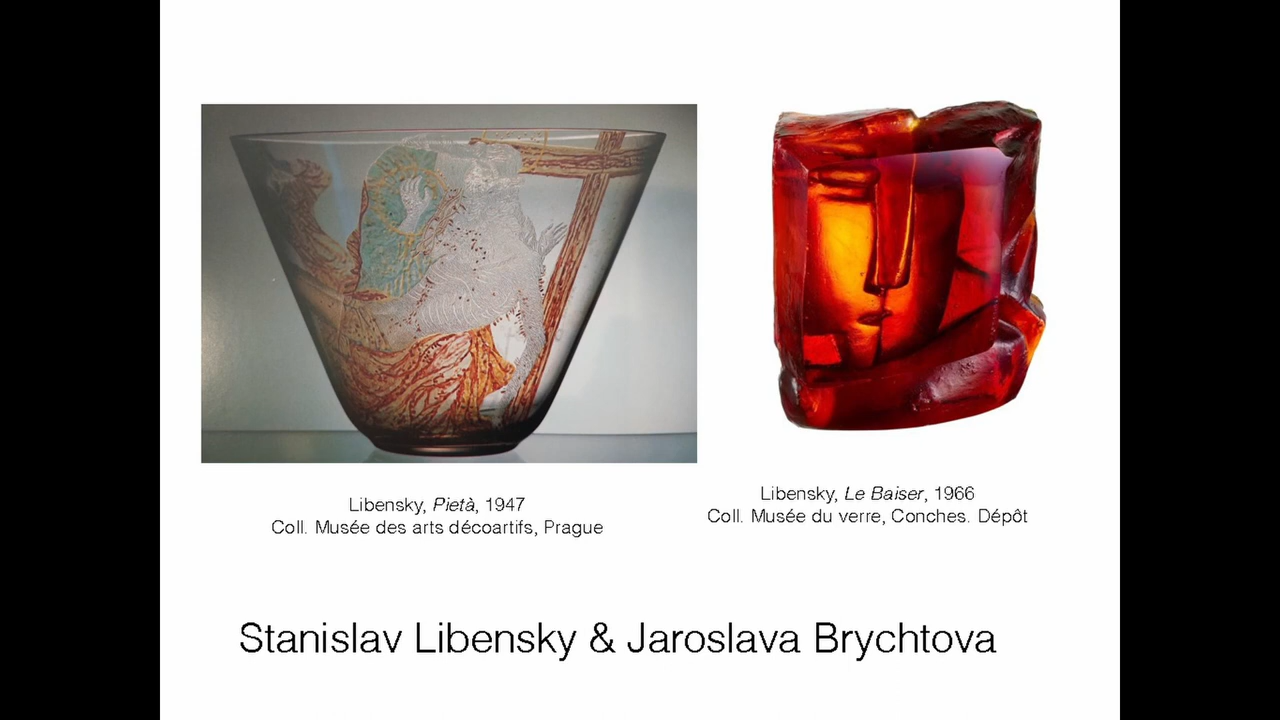 Libensky, Pietà, 1947
Coll. Musée des arts décoartifs, Prague
Libensky, Le Baiser, 1966
Coll. Musée du verre, Conches. Dépôt
Stanislav Libensky & Jaroslava Brychtova